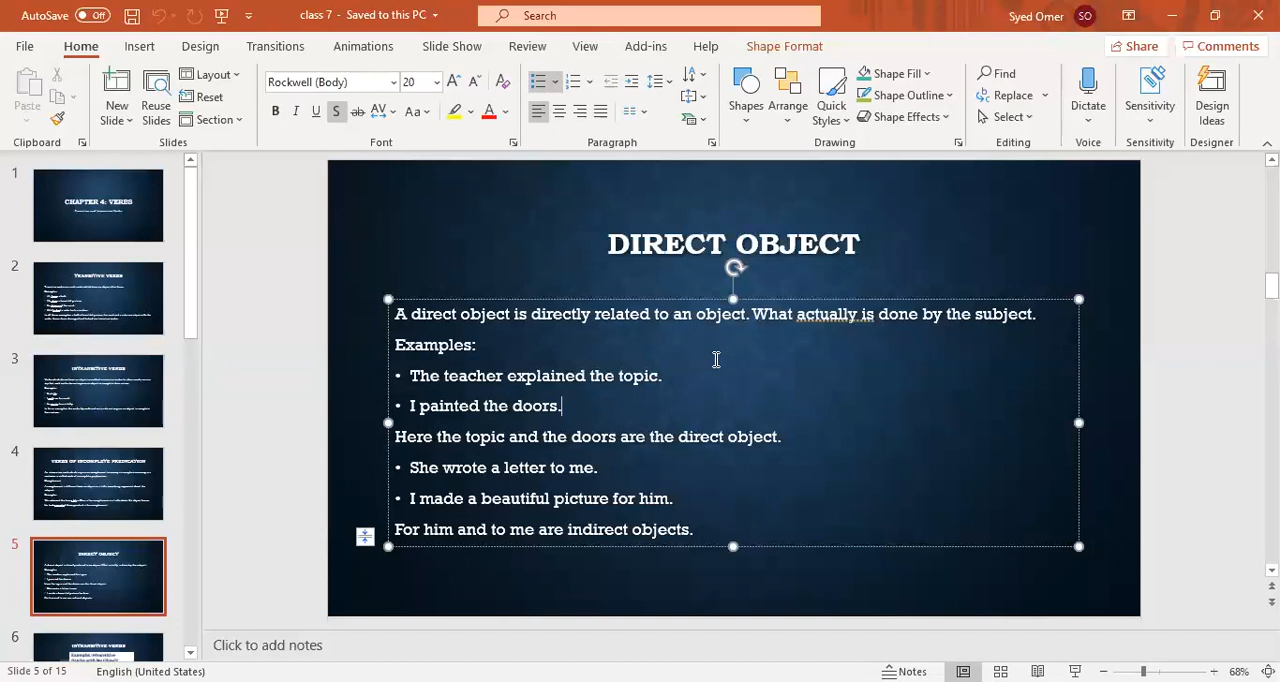 AutoSave Off class 7 - Saved to this PC Search Syed Omer SO
File Home Insert Design Transitions Animations Slide Show Review View Add-ins Help Shape Format Share Comments
Paste New Slide Reuse Slides Layout Reset Section
Rockwell (Body) 20 A A A
B I U S ab AV Aa A
Shapes Arrange Quick Styles Shape Fill Shape Outline Shape Effects
Find Replace Select Dictate Sensitivity Design Ideas
Clipboard Slides Font Paragraph Drawing Editing Voice Sensitivity Designer
1
CHAPTER 4: VERBS
2
TRANSITIVE VERBS
3
INTRANSITIVE VERBS
4
VERBS OF INCOMPLETE PREDICATION
5
DIRECT OBJECT
6
INTRANSITIVE VERBS
DIRECT OBJECT
A direct object is directly related to an object. What actually is done by the subject.
Examples:
• The teacher explained the topic.
• I painted the doors.
Here the topic and the doors are the direct object.
• She wrote a letter to me.
• I made a beautiful picture for him.
For him and to me are indirect objects.
Click to add notes
Slide 5 of 15 English (United States) Notes 68%